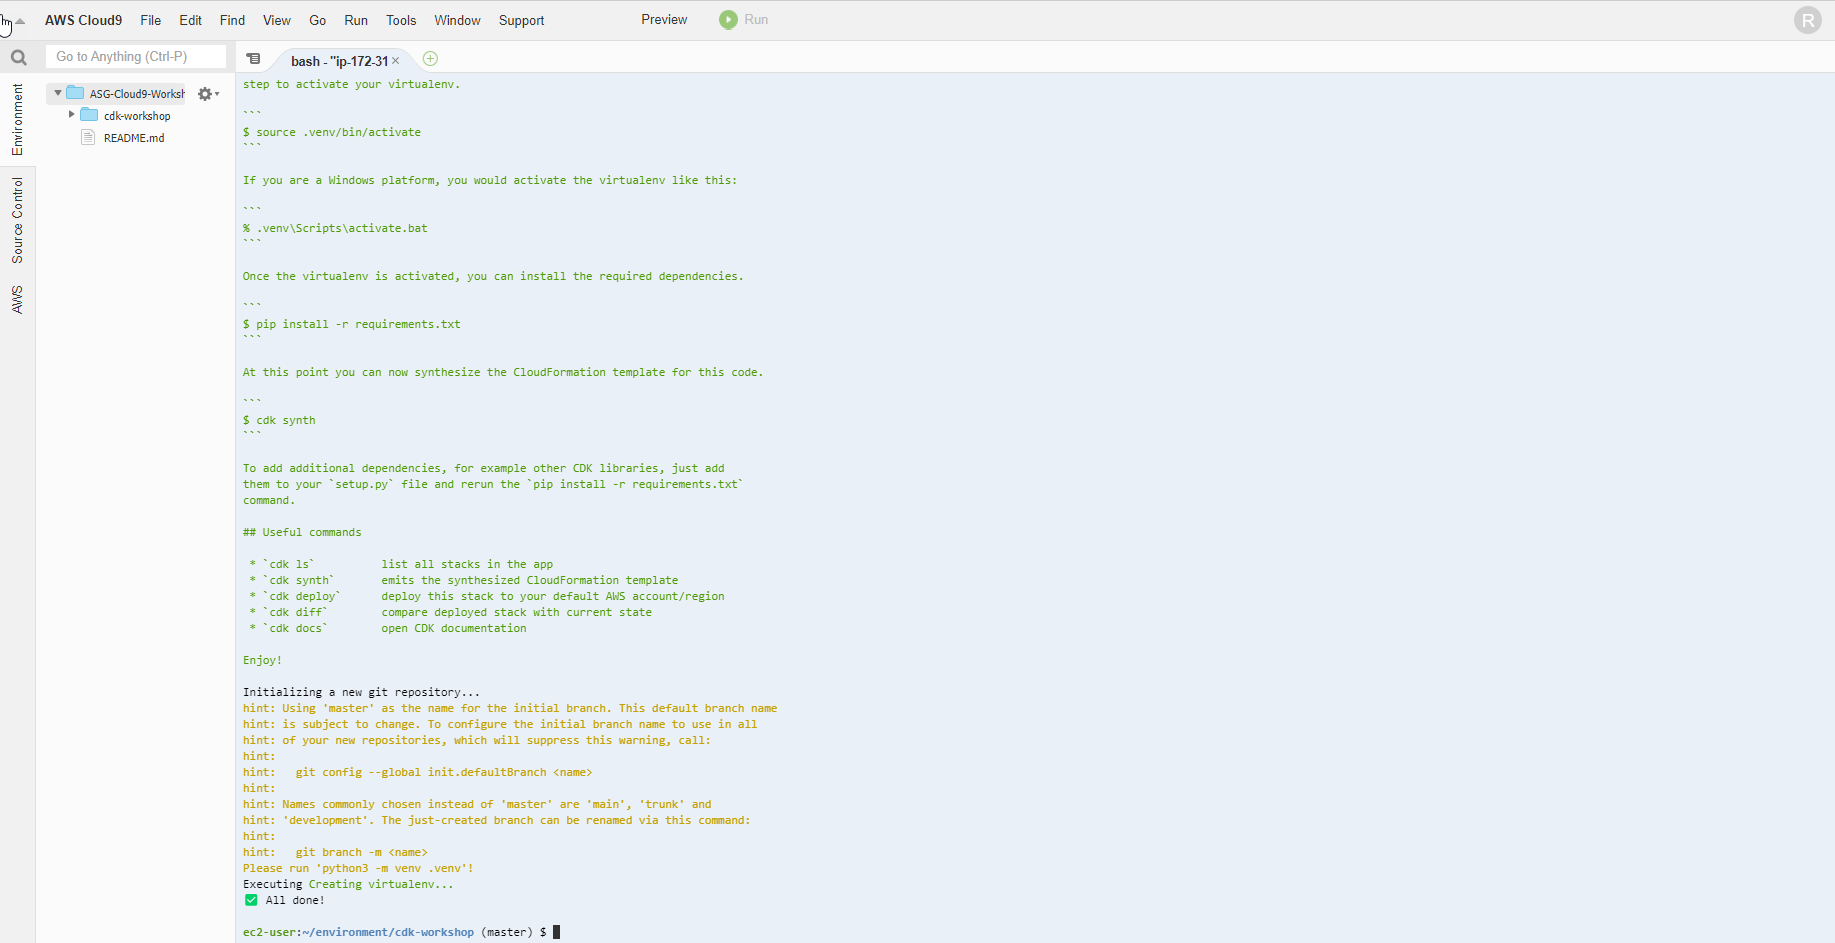 AWS Cloud9 File Edit Find View Go Run Tools Window Support Preview Run R
Go to Anything (Ctrl-P)
bash - "ip-172-31
Environment
Source Control
AWS
ASG-Cloud9-Worksh
cdk-workshop
README.md
step to activate your virtualenv.
```
$ source .venv/bin/activate
```
If you are a Windows platform, you would activate the virtualenv like this:
```
% .venv\Scripts\activate.bat
```
Once the virtualenv is activated, you can install the required dependencies.
```
$ pip install -r requirements.txt
```
At this point you can now synthesize the CloudFormation template for this code.
```
$ cdk synth
```
To add additional dependencies, for example other CDK libraries, just add
them to your `setup.py` file and rerun the `pip install -r requirements.txt`
command.
## Useful commands
* `cdk ls` list all stacks in the app
* `cdk synth` emits the synthesized CloudFormation template
* `cdk deploy` deploy this stack to your default AWS account/region
* `cdk diff` compare deployed stack with current state
* `cdk docs` open CDK documentation
Enjoy!
Initializing a new git repository...
hint: Using 'master' as the name for the initial branch. This default branch name
hint: is subject to change. To configure the initial branch name to use in all
hint: of your new repositories, which will suppress this warning, call:
hint:
hint: git config --global init.defaultBranch <name>
hint:
hint: Names commonly chosen instead of 'master' are 'main', 'trunk' and
hint: 'development'. The just-created branch can be renamed via this command:
hint:
hint: git branch -m <name>
Please run 'python3 -m venv .venv'!
Executing Creating virtualenv...
✅ All done!
ec2-user:~/environment/cdk-workshop (master) $